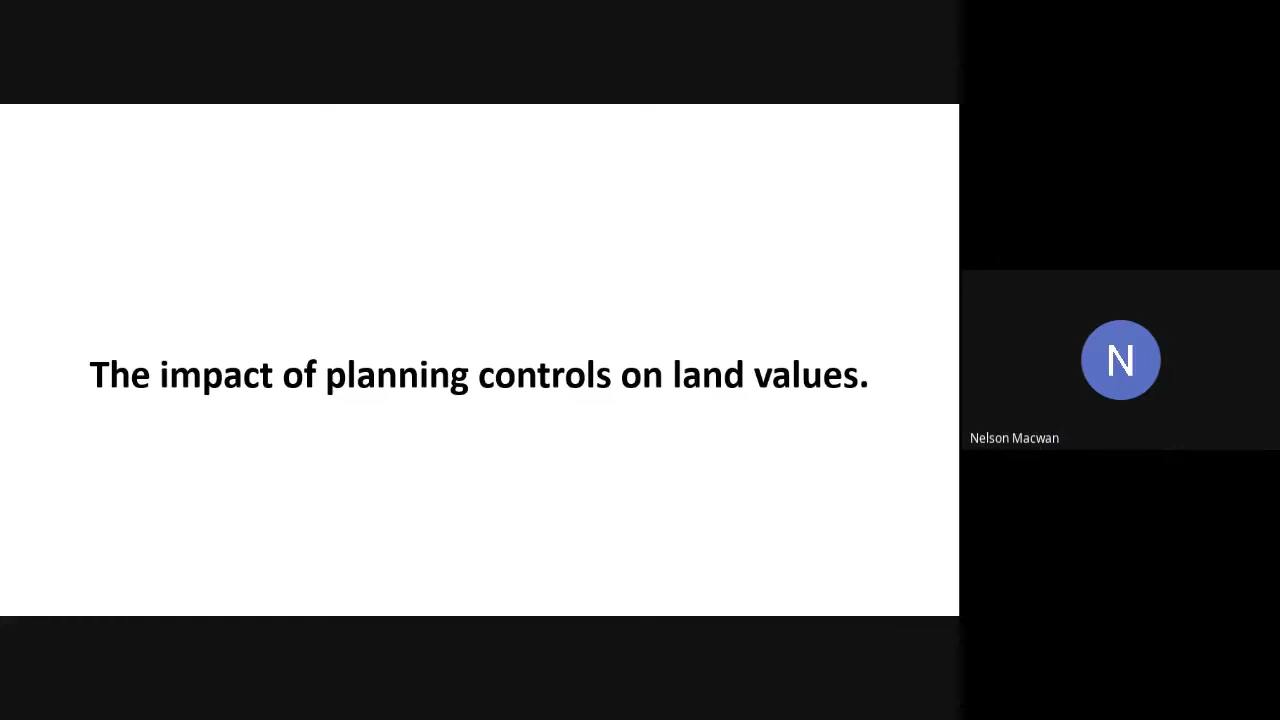 The impact of planning controls on land values.
N
Nelson Macwan